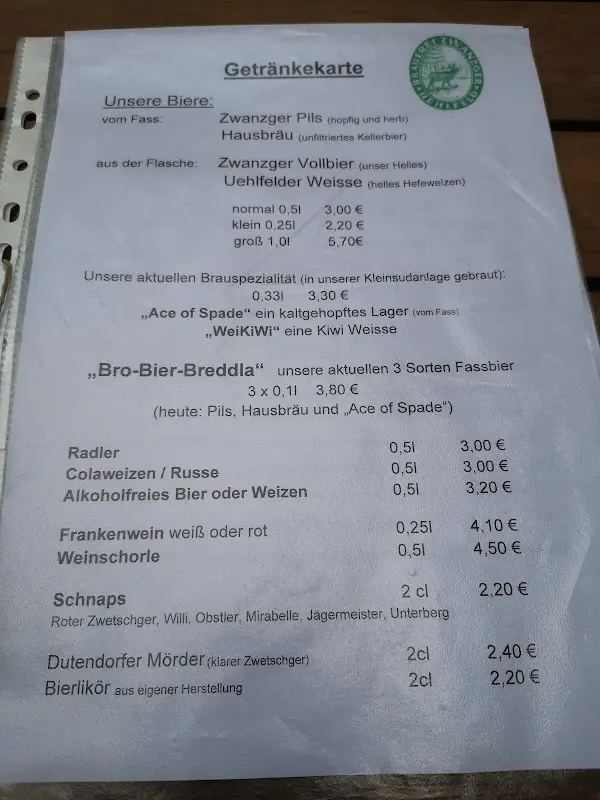 BRAUEREI ZWANZGER
UEHLFELD
Getränkekarte
Unsere Biere:
vom Fass: Zwanzger Pils (hopfig und herb)
Hausbräu (unfiltriertes Kellerbier)
aus der Flasche: Zwanzger Vollbier (unser Helles)
Uehlfelder Weisse (helles Hefeweizen)
normal 0,5l 3,00 €
klein 0,25l 2,20 €
groß 1,0l 5,70€
Unsere aktuellen Brauspezialität (in unserer Kleinsudanlage gebraut):
0,33l 3,30 €
„Ace of Spade“ ein kaltgehopftes Lager (vom Fass)
„WeiKiWi“ eine Kiwi Weisse
„Bro-Bier-Breddla“ unsere aktuellen 3 Sorten Fassbier
3 x 0,1l 3,80 €
(heute: Pils, Hausbräu und „Ace of Spade“)
Radler 0,5l 3,00 €
Colaweizen / Russe 0,5l 3,00 €
Alkoholfreies Bier oder Weizen 0,5l 3,20 €
Frankenwein weiß oder rot 0,25l 4,10 €
Weinschorle 0,5l 4,50 €
Schnaps 2 cl 2,20 €
Roter Zwetschger, Willi, Obstler, Mirabelle, Jägermeister, Unterberg
Dutendorfer Mörder (klarer Zwetschger) 2cl 2,40 €
Bierlikör aus eigener Herstellung 2cl 2,20 €